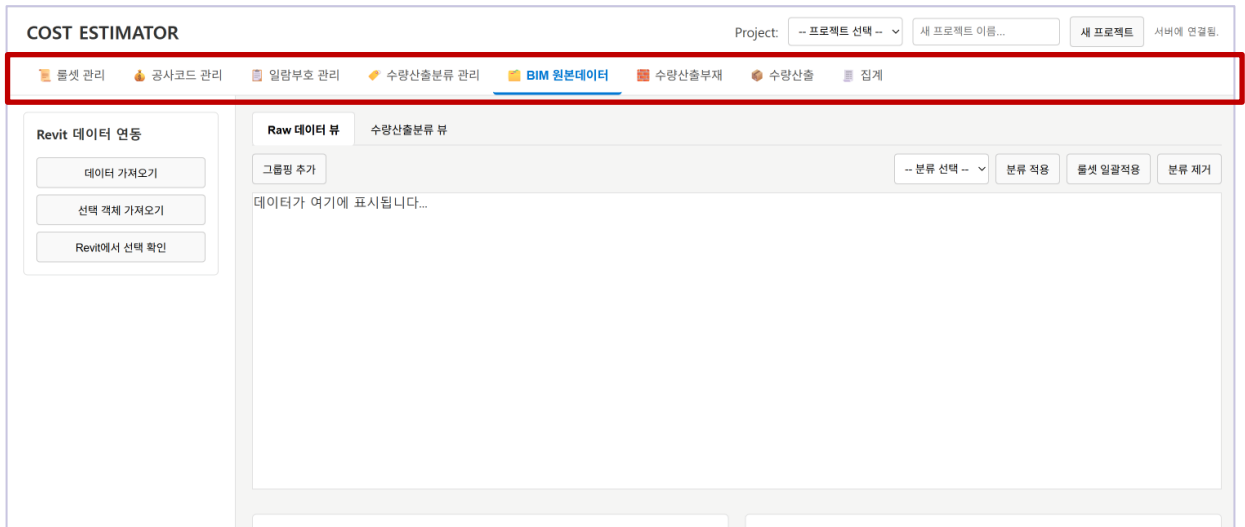 COST ESTIMATOR
Project: -- 프로젝트 선택 -- 새 프로젝트 이름... 새 프로젝트 서버에 연결됨.
룰셋 관리 공사코드 관리 일람부호 관리 수량산출분류 관리 BIM 원본데이터 수량산출부재 수량산출 집계
Revit 데이터 연동
데이터 가져오기
선택 객체 가져오기
Revit에서 선택 확인
Raw 데이터 뷰 수량산출분류 뷰
그룹핑 추가 -- 분류 선택 -- 분류 적용 룰셋 일괄적용 분류 제거
데이터가 여기에 표시됩니다...